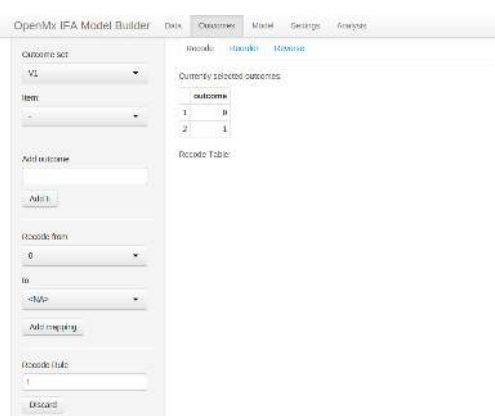 OpenMx IFA Model Builder Data Outcomes Model Settings Analysis
Recode Reorder Reverse
Outcome set
V1
Item:
-
Add outcome
Add It
Recode from
0
to
<NA>
Add mapping
Recode Rule
1
Discard
Currently selected outcomes:
outcome
1 0
2 1
Recode Table: